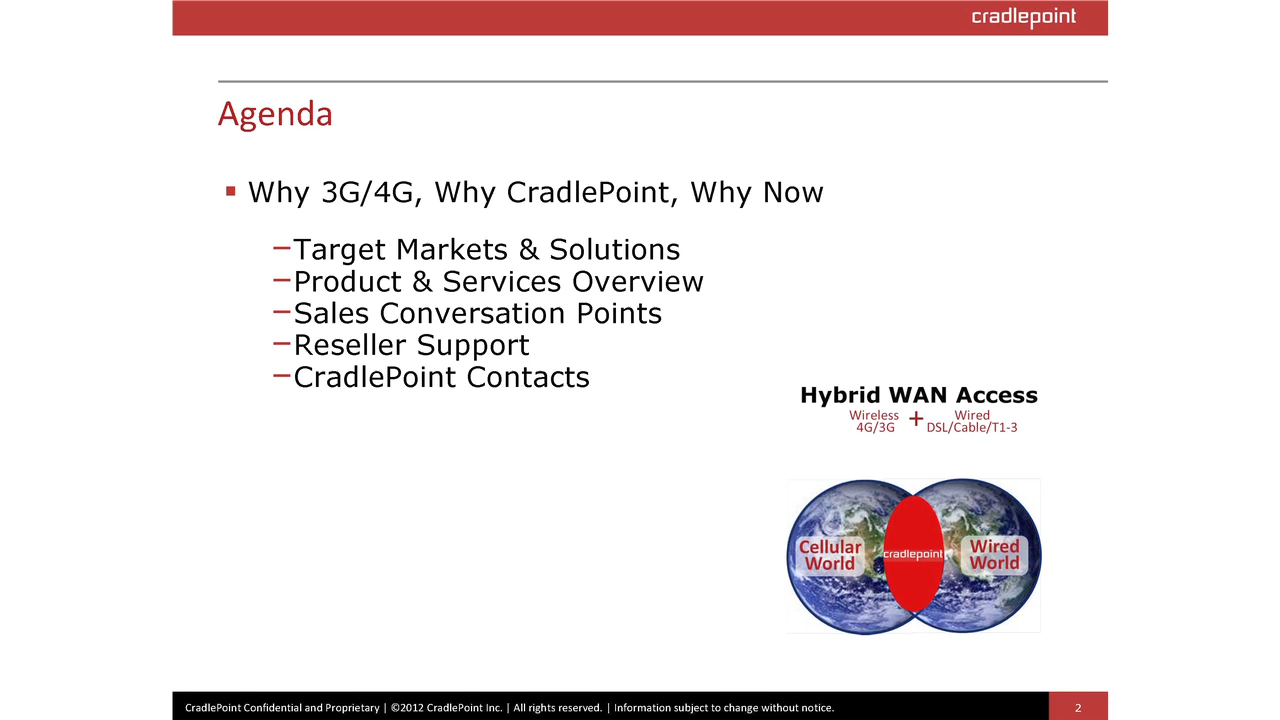 cradlepoint
Agenda
▪ Why 3G/4G, Why CradlePoint, Why Now
–Target Markets & Solutions
–Product & Services Overview
–Sales Conversation Points
–Reseller Support
–CradlePoint Contacts
Hybrid WAN Access
Wireless + Wired
4G/3G DSL/Cable/T1-3
Cellular World
cradlepoint
Wired World
CradlePoint Confidential and Proprietary | ©2012 CradlePoint Inc. | All rights reserved. | Information subject to change without notice. 2